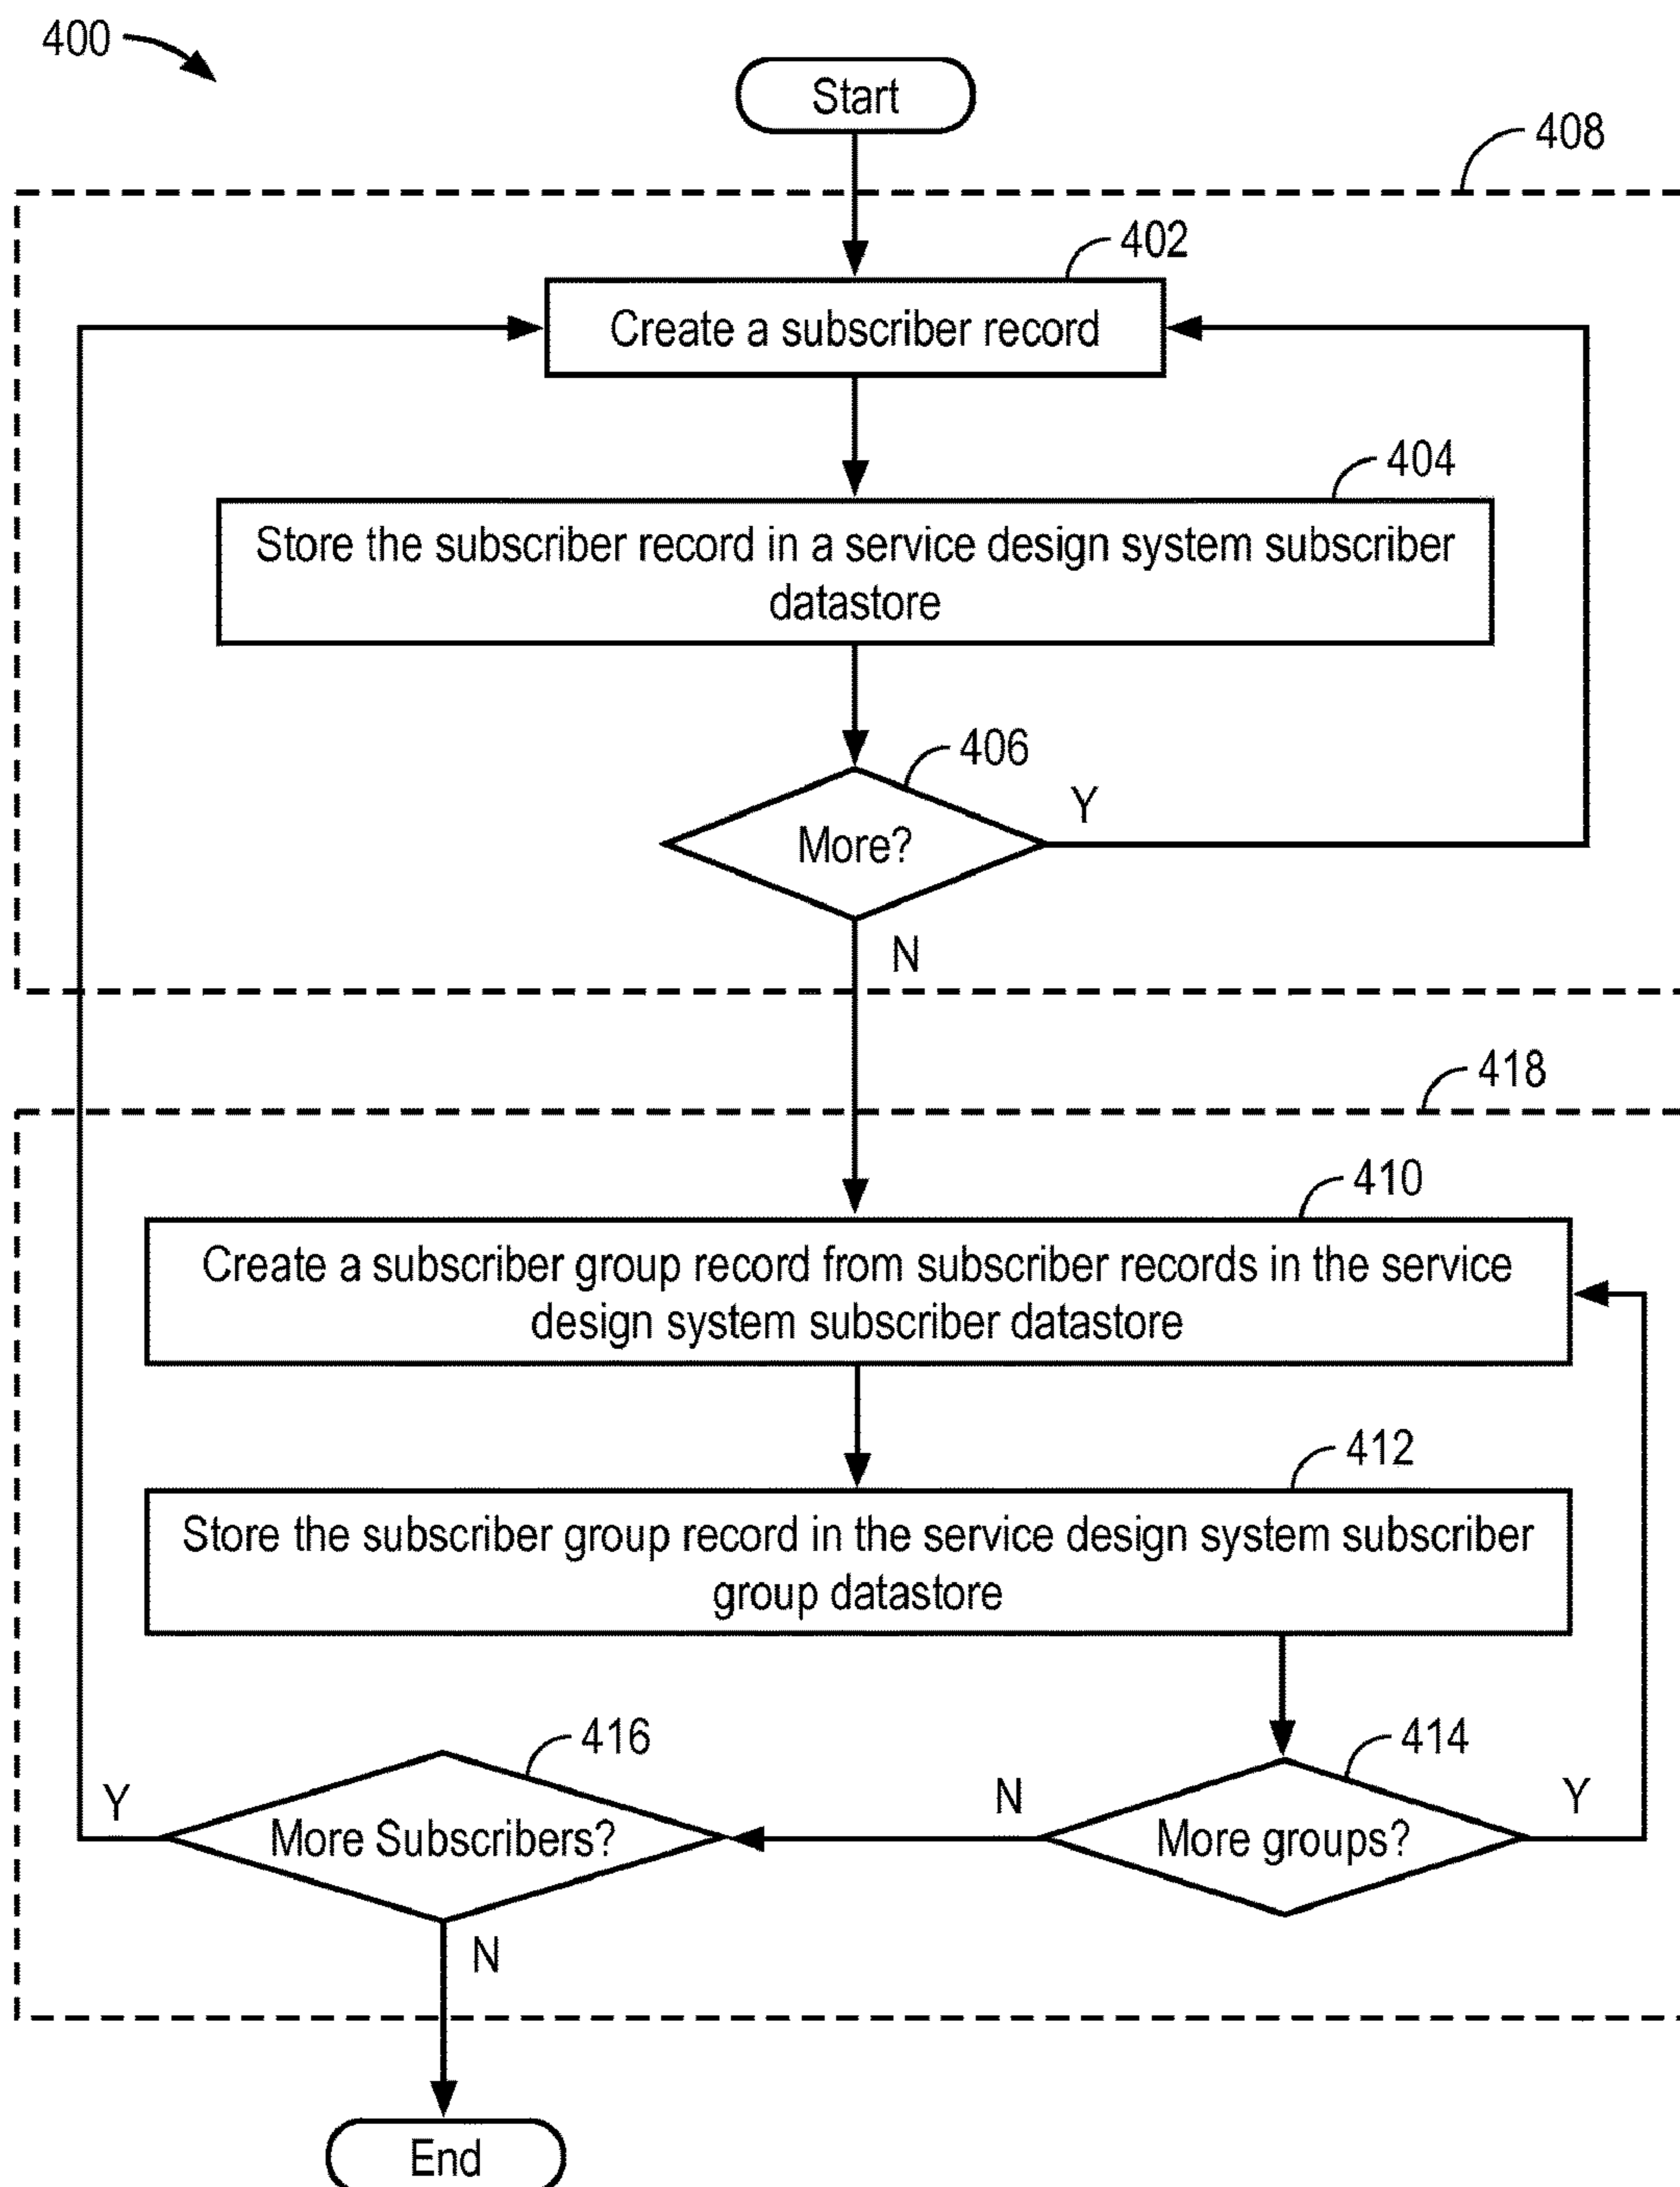 400
Start
408
402
Create a subscriber record
404
Store the subscriber record in a service design system subscriber
datastore
406
More?
Y
N
418
410
Create a subscriber group record from subscriber records in the service
design system subscriber datastore
412
Store the subscriber group record in the service design system subscriber
group datastore
416
414
Y
More Subscribers?
N
More groups?
Y
N
End